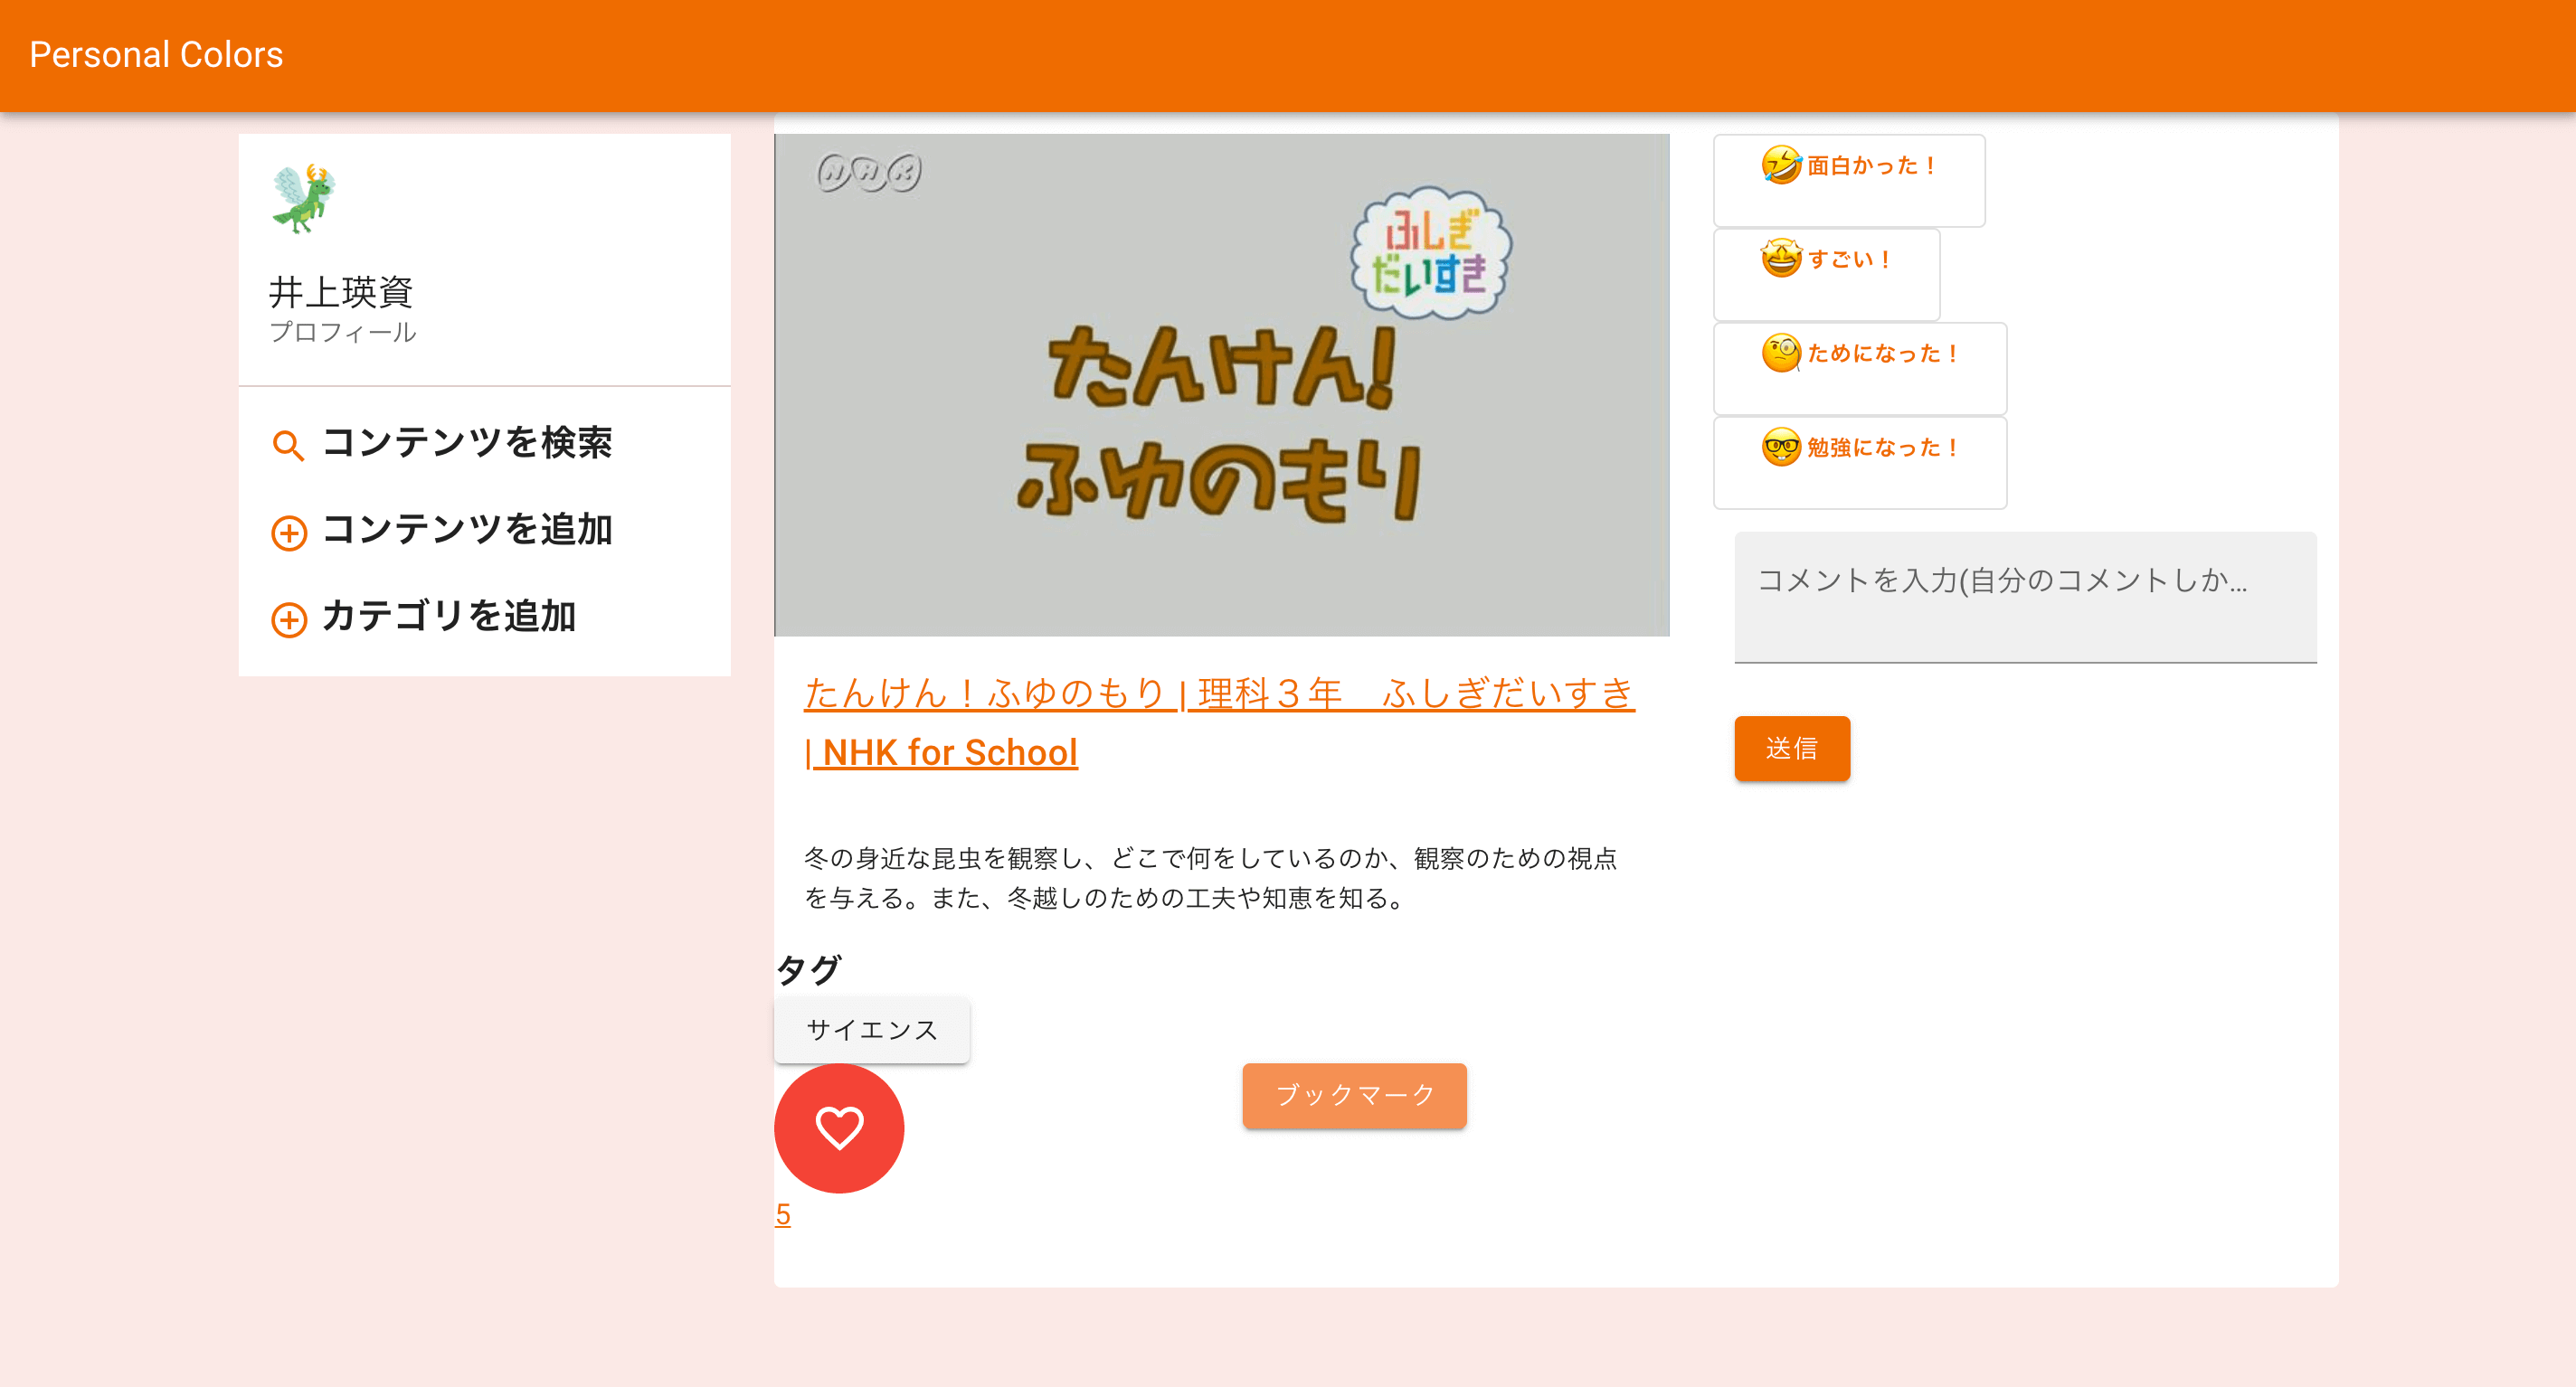 Personal Colors
井上瑛資
プロフィール
コンテンツを検索
コンテンツを追加
カテゴリを追加
NHK
ふしぎ
だいすき
たんけん!
ふゆのもり
たんけん！ふゆのもり | 理科３年　ふしぎだいすき
| NHK for School
冬の身近な昆虫を観察し、どこで何をしているのか、観察のための視点
を与える。また、冬越しのための工夫や知恵を知る。
タグ
サイエンス
ブックマーク
5
🤣面白かった！
🤩すごい！
🧐ためになった！
🤓勉強になった！
コメントを入力(自分のコメントしか...
送信